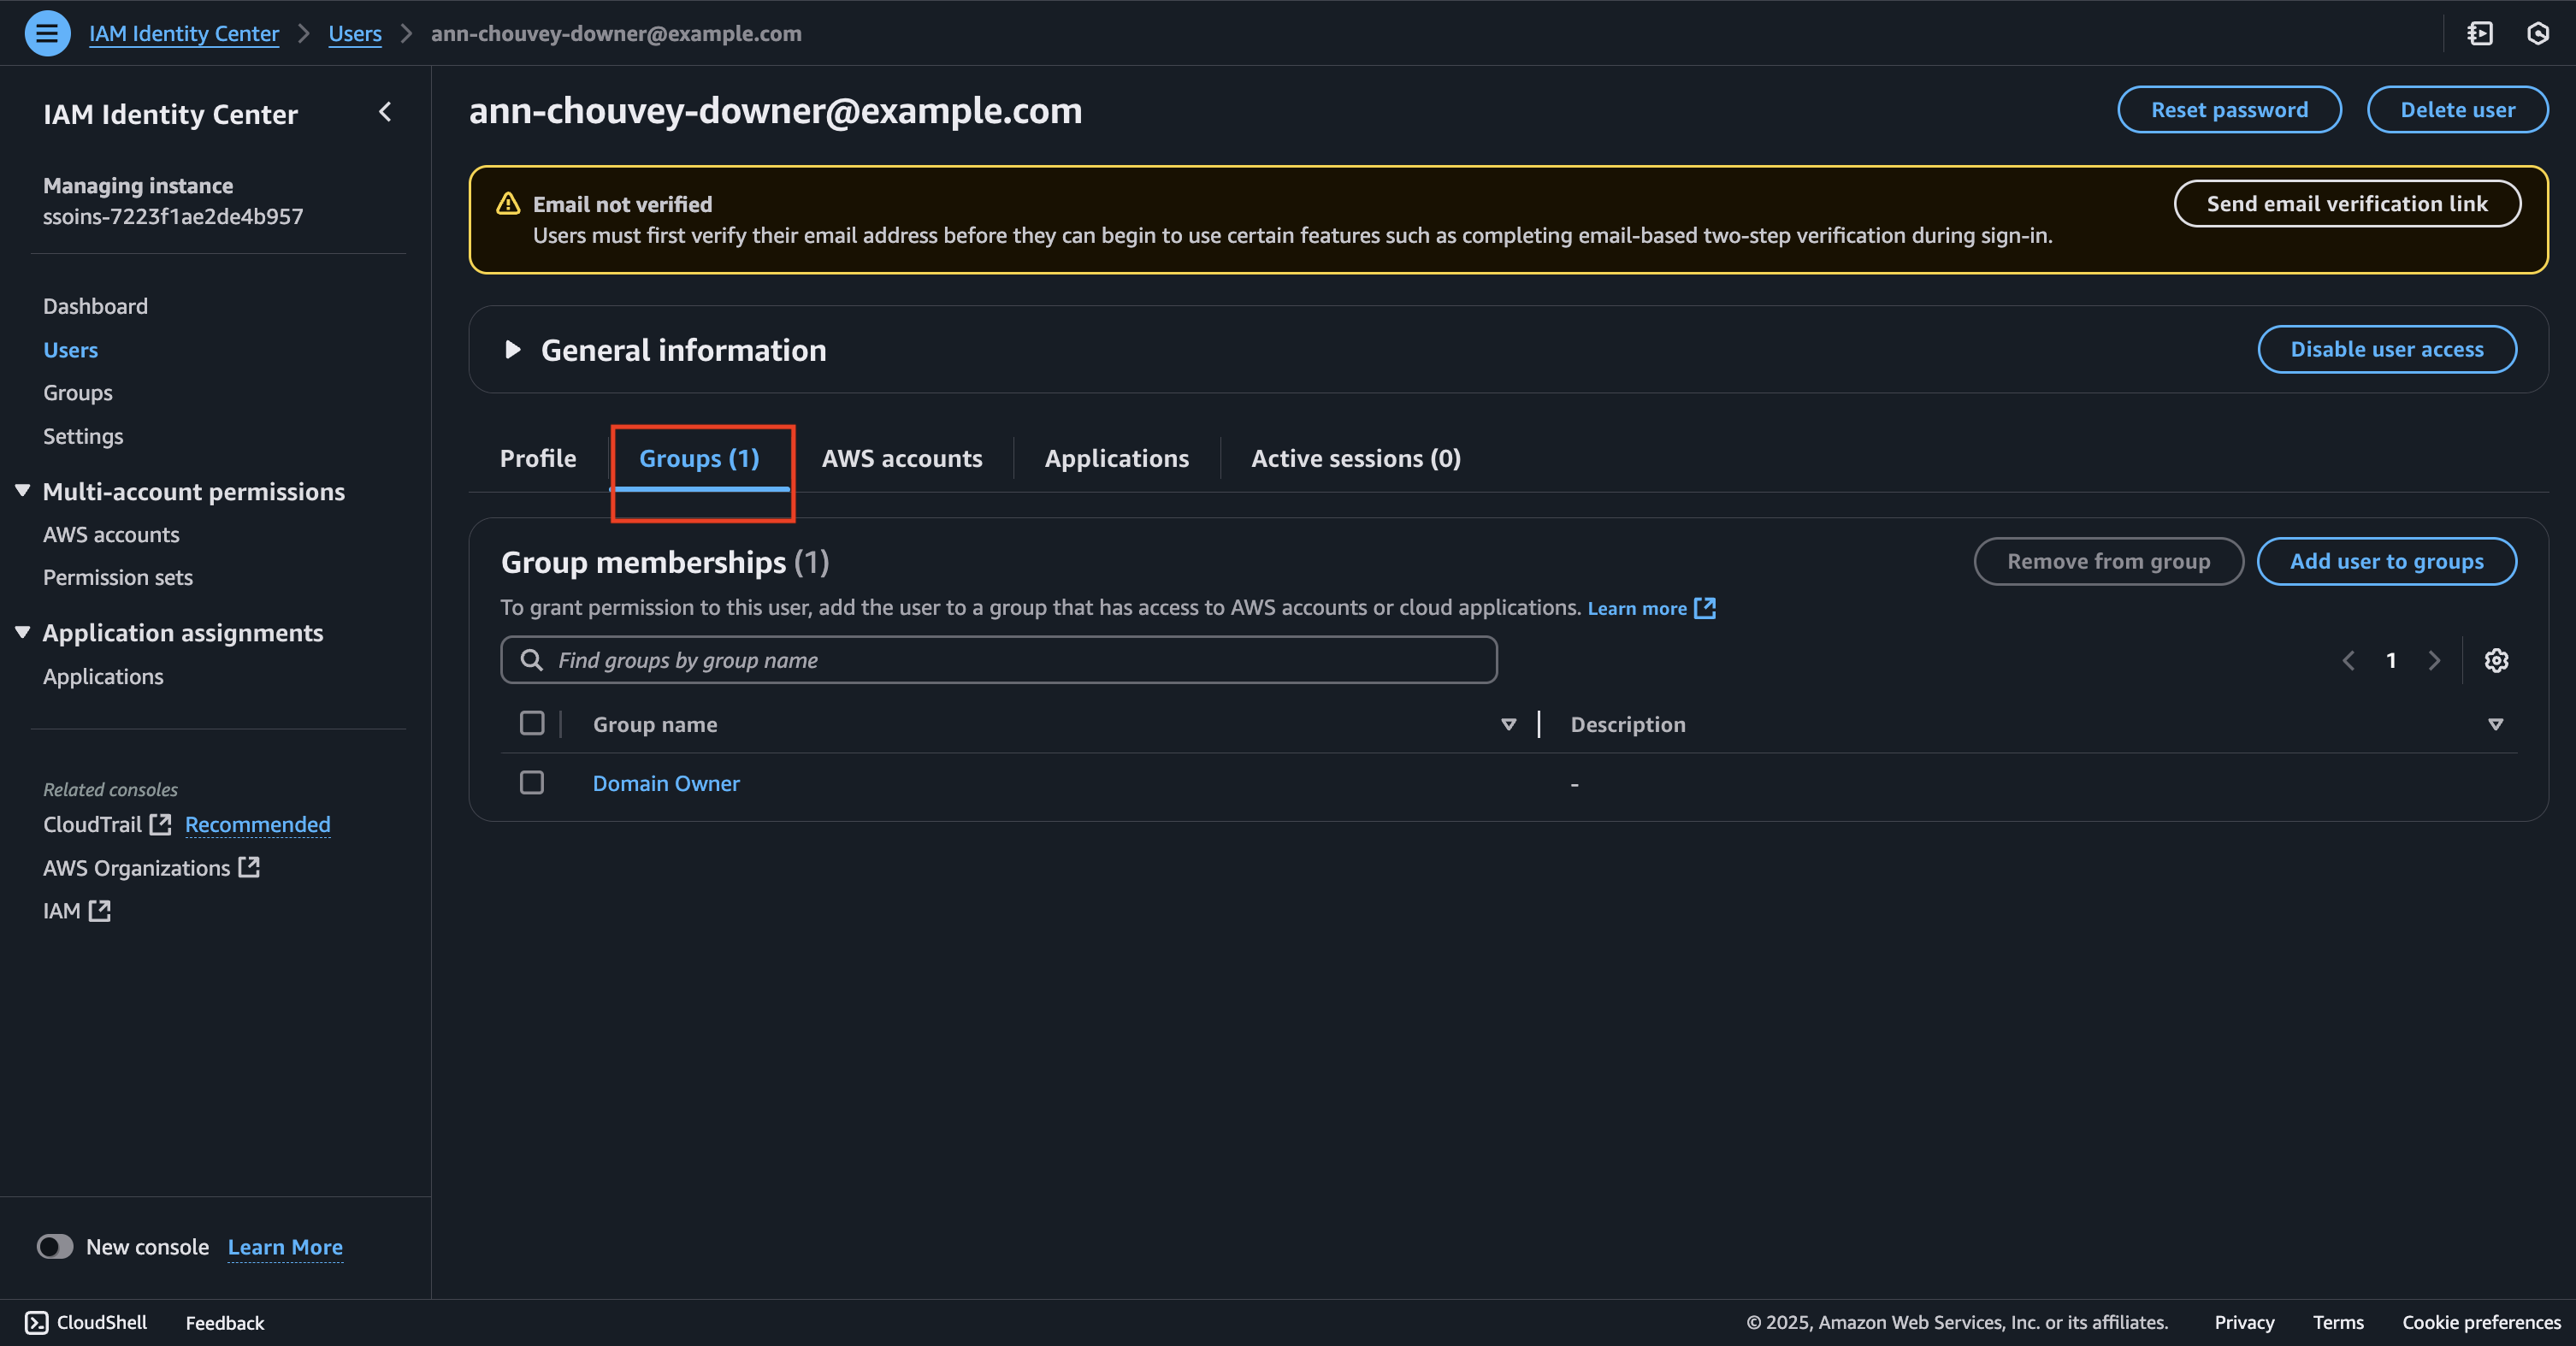 IAM Identity Center > Users > ann-chouvey-downer@example.com
IAM Identity Center
Managing instance
ssoins-7223f1ae2de4b957
Dashboard
Users
Groups
Settings
Multi-account permissions
AWS accounts
Permission sets
Application assignments
Applications
Related consoles
CloudTrail Recommended
AWS Organizations
IAM
New console Learn More
ann-chouvey-downer@example.com
Reset password Delete user
Email not verified
Send email verification link
Users must first verify their email address before they can begin to use certain features such as completing email-based two-step verification during sign-in.
General information
Disable user access
Profile Groups (1) AWS accounts Applications Active sessions (0)
Group memberships (1)
Remove from group Add user to groups
To grant permission to this user, add the user to a group that has access to AWS accounts or cloud applications. Learn more
Find groups by group name
1
Group name Description
Domain Owner -
CloudShell Feedback © 2025, Amazon Web Services, Inc. or its affiliates. Privacy Terms Cookie preferences